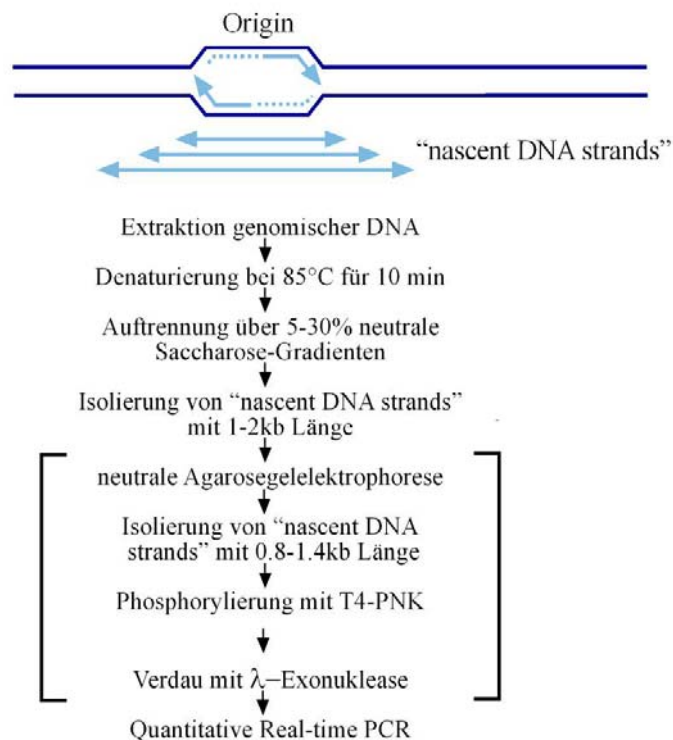 Origin
“nascent DNA strands”
Extraktion genomischer DNA
Denaturierung bei 85°C für 10 min
Auftrennung über 5-30% neutrale
Saccharose-Gradienten
Isolierung von “nascent DNA strands”
mit 1-2kb Länge
neutrale Agarosegelelektrophorese
Isolierung von “nascent DNA
strands” mit 0.8-1.4kb Länge
Phosphorylierung mit T4-PNK
Verdau mit λ–Exonuklease
Quantitative Real-time PCR